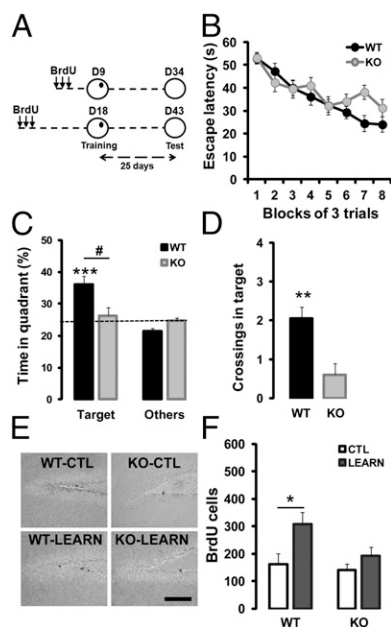 A
BrdU
D9
D34
BrdU
D18
D43
Training
Test
25 days
B
WT
KO
Escape latency (s)
60
50
40
30
20
10
0
1 2 3 4 5 6 7 8
Blocks of 3 trials
C
WT
KO
#
***
Time in quadrant (%)
50
40
30
20
10
0
Target
Others
D
Crossings in target
4
3
2
1
0
**
WT
KO
E
WT-CTL
KO-CTL
WT-LEARN
KO-LEARN
F
CTL
LEARN
BrdU cells
600
500
400
300
200
100
0
*
WT
KO